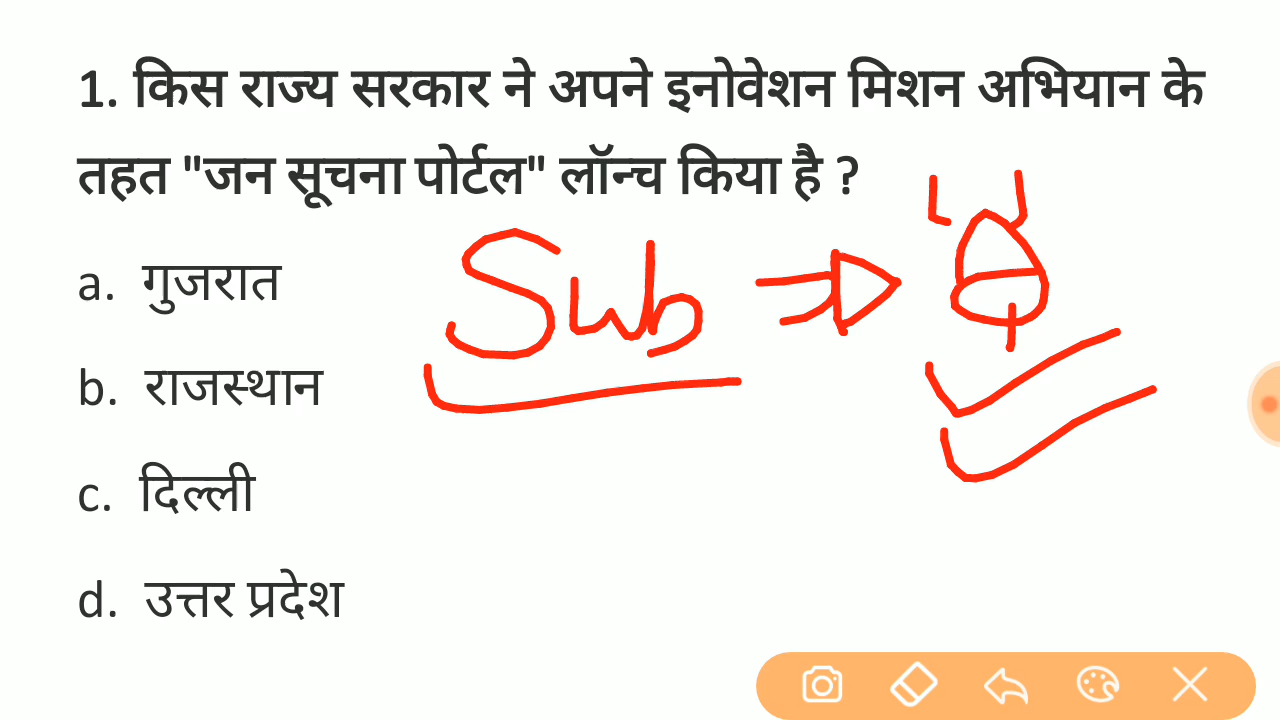 1. किस राज्य सरकार ने अपने इनोवेशन मिशन अभियान के
तहत "जन सूचना पोर्टल" लॉन्च किया है ?
a. गुजरात
Sub
b. राजस्थान
c. दिल्ली
d. उत्तर प्रदेश